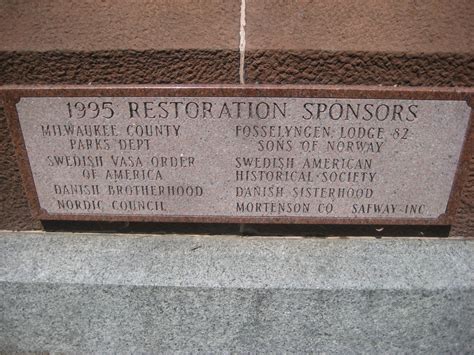 1995 RESTORATION SPONSORS
MILWAUKEE COUNTY
PARKS DEPT
SWEDISH VASA ORDER
OF AMERICA
DANISH BROTHERHOOD
NORDIC COUNCIL
FOSSELYNGEN LODGE 82
SONS OF NORWAY
SWEDISH AMERICAN
HISTORICAL SOCIETY
DANISH SISTERHOOD
MORTENSON CO. SAFWAY INC